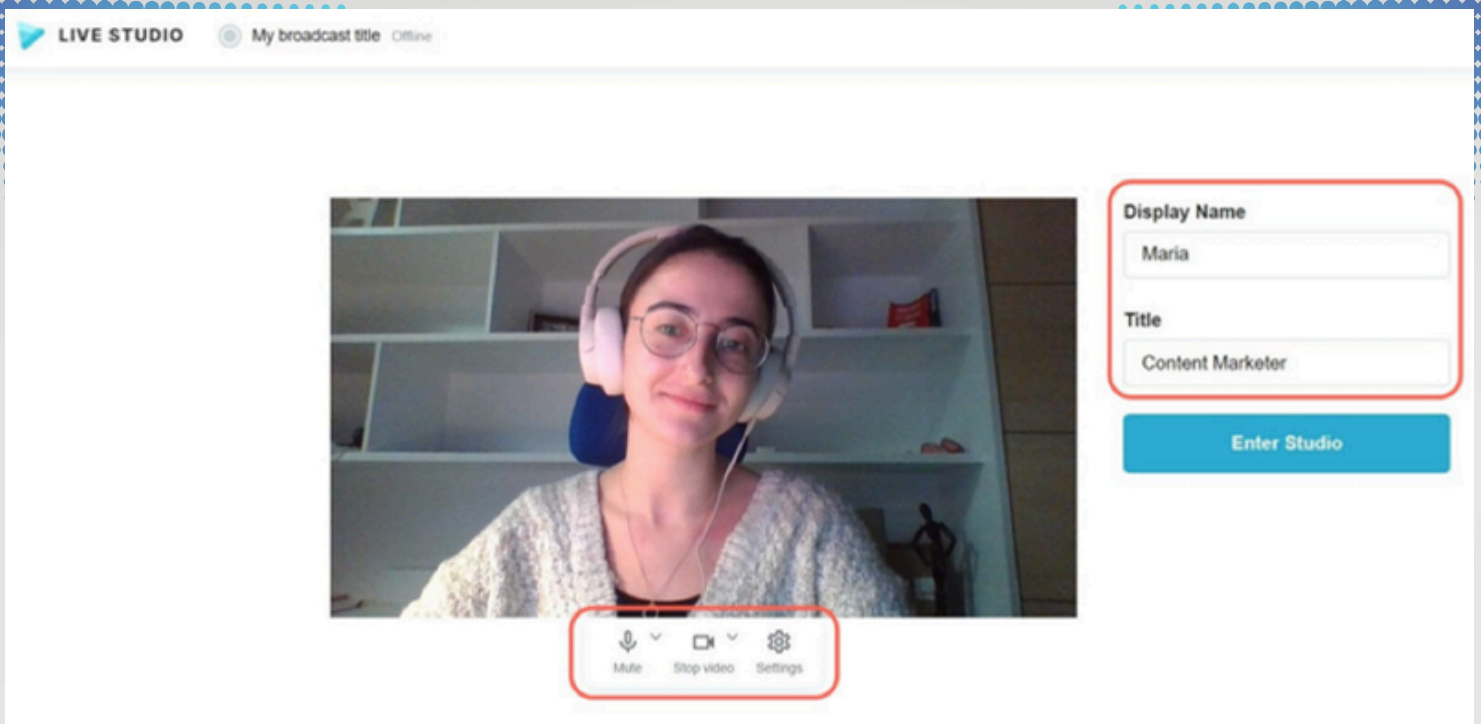 LIVE STUDIO My broadcast title Offline
Display Name
Maria
Title
Content Marketer
Enter Studio
Mute Stop video Settings